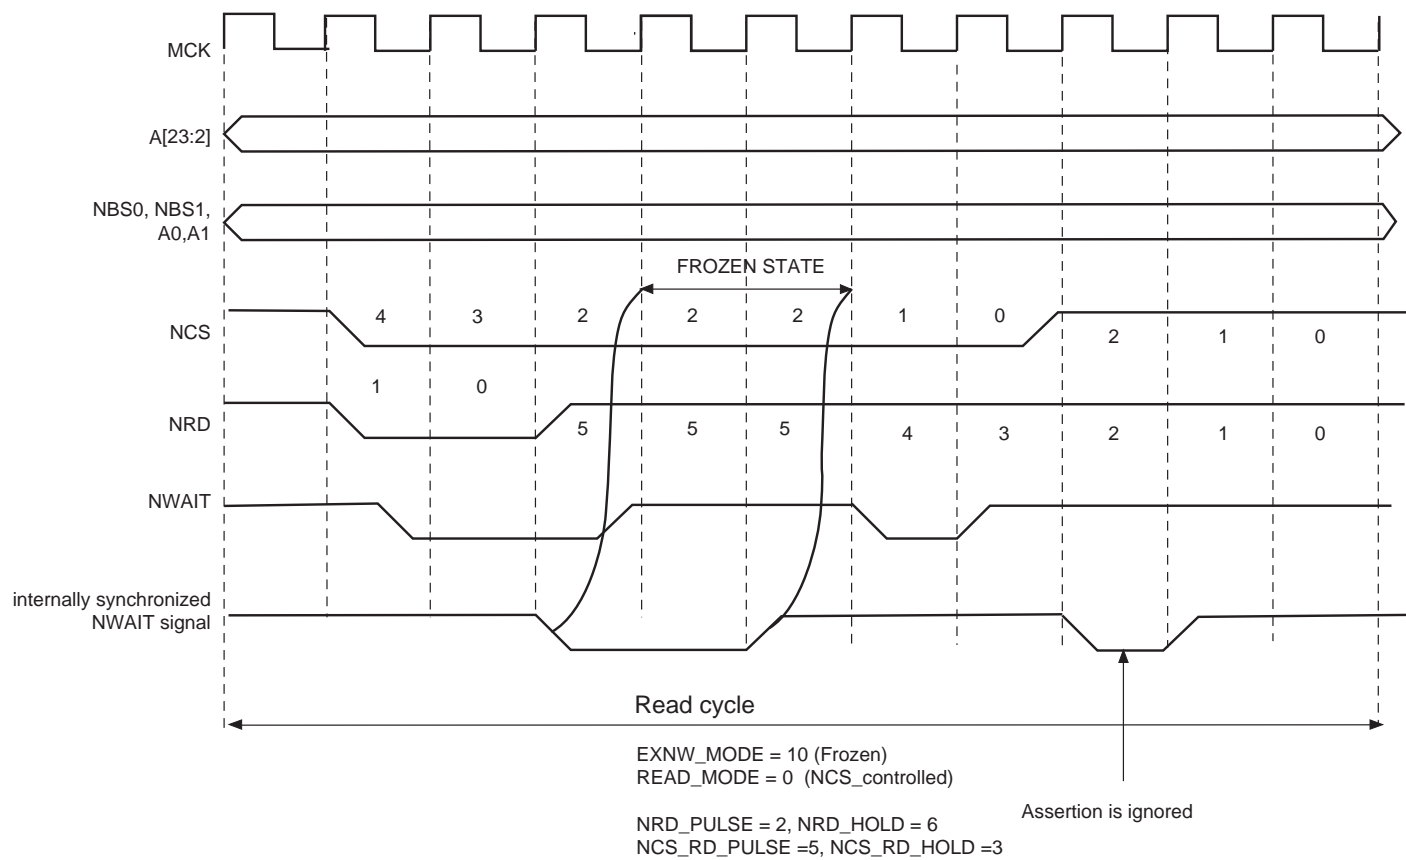 MCK
A[23:2]
NBS0, NBS1,
A0,A1
FROZEN STATE
NCS
4 3 2 2 2 1 0
2 1 0
1 0
NRD
5 5 5 4 3 2 1 0
NWAIT
internally synchronized
NWAIT signal
Read cycle
EXNW_MODE = 10 (Frozen)
READ_MODE = 0 (NCS_controlled)
Assertion is ignored
NRD_PULSE = 2, NRD_HOLD = 6
NCS_RD_PULSE =5, NCS_RD_HOLD =3